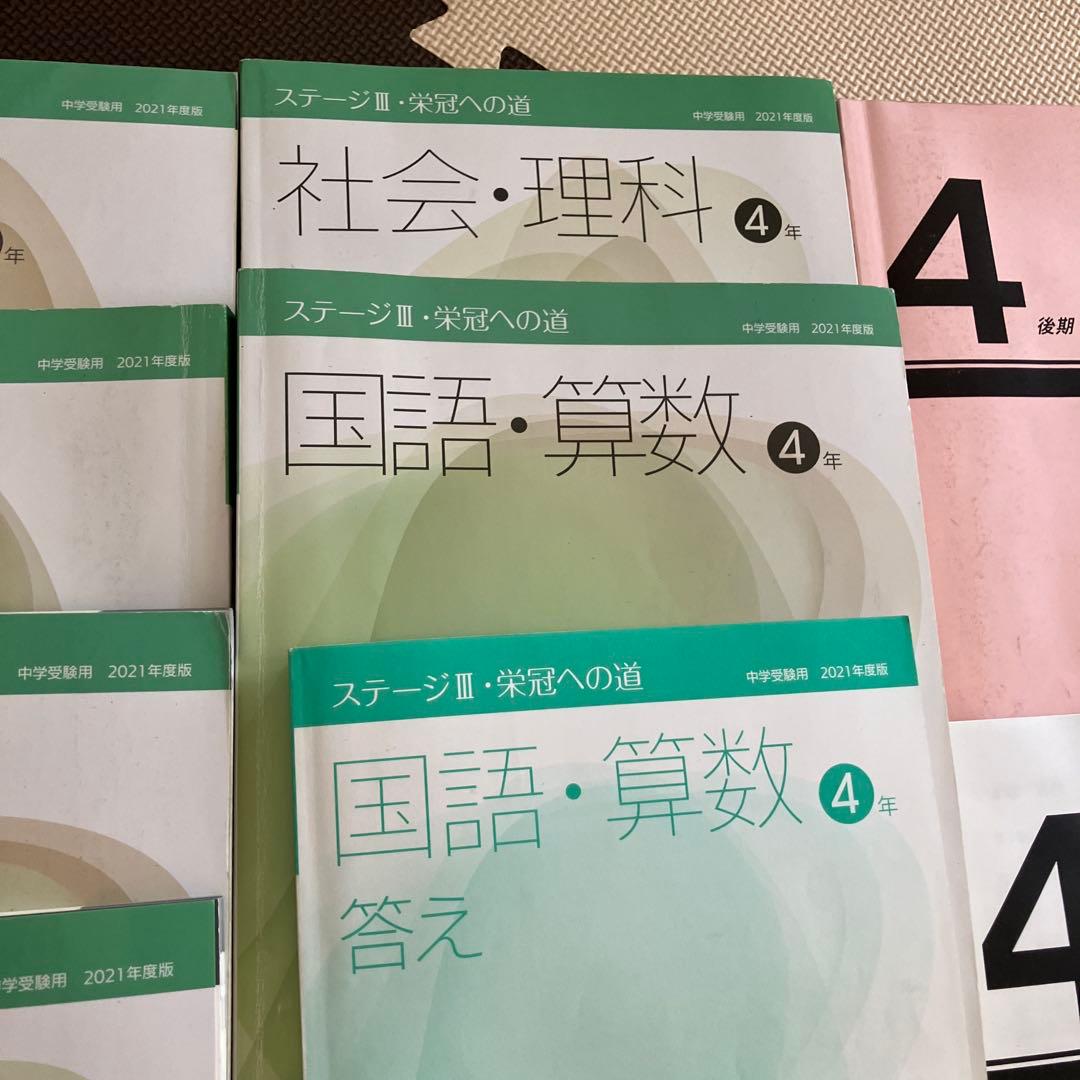 中学受験用 2021年度版
年
中学受験用 2021年度版
中学受験用 2021年度版
学受験用 2021年度版
ステージⅢ・栄冠への道
中学受験用 2021年度版
社会・理科 4年
ステージⅢ・栄冠への道
中学受験用 2021年度版
国語・算数 4年
ステージⅢ・栄冠への道
中学受験用 2021年度版
国語・算数 4年
答え
4 後期
4